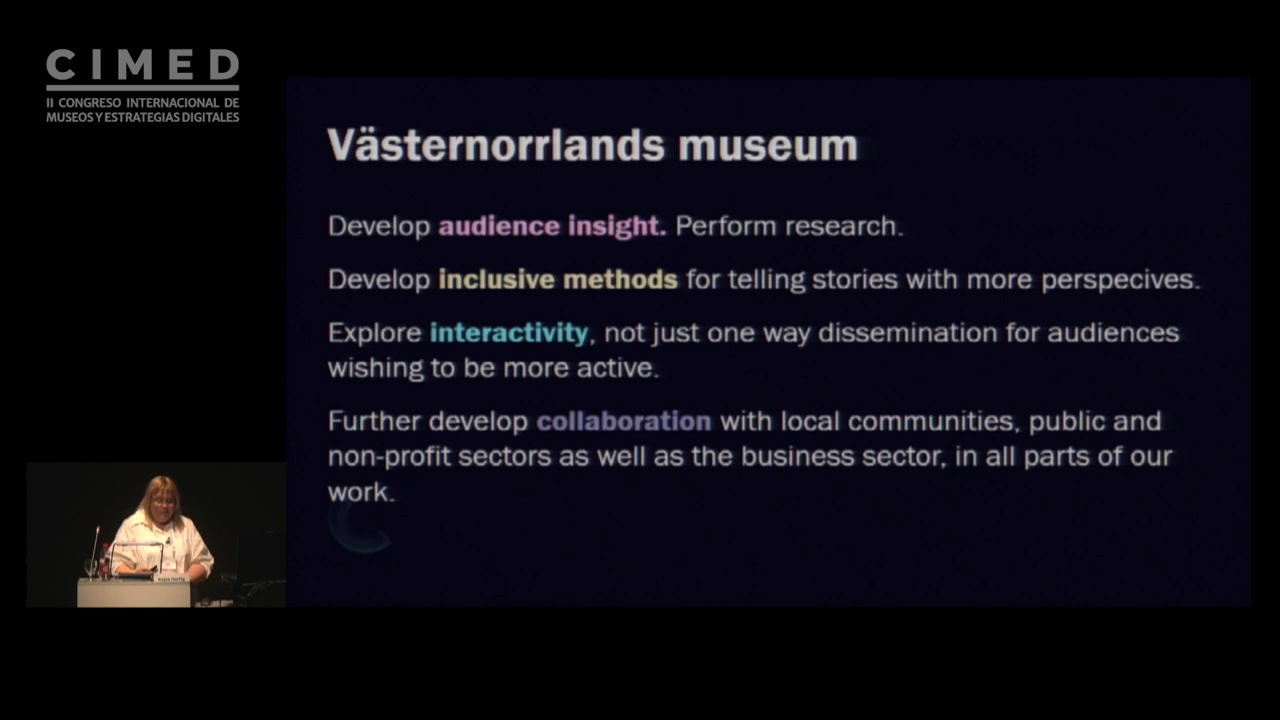 CIMED
II CONGRESO INTERNACIONAL DE
MUSEOS Y ESTRATEGIAS DIGITALES
Västernorrlands museum
Develop audience insight. Perform research.
Develop inclusive methods for telling stories with more perspecives.
Explore interactivity, not just one way dissemination for audiences
wishing to be more active.
Further develop collaboration with local communities, public and
non-profit sectors as well as the business sector, in all parts of our
work.